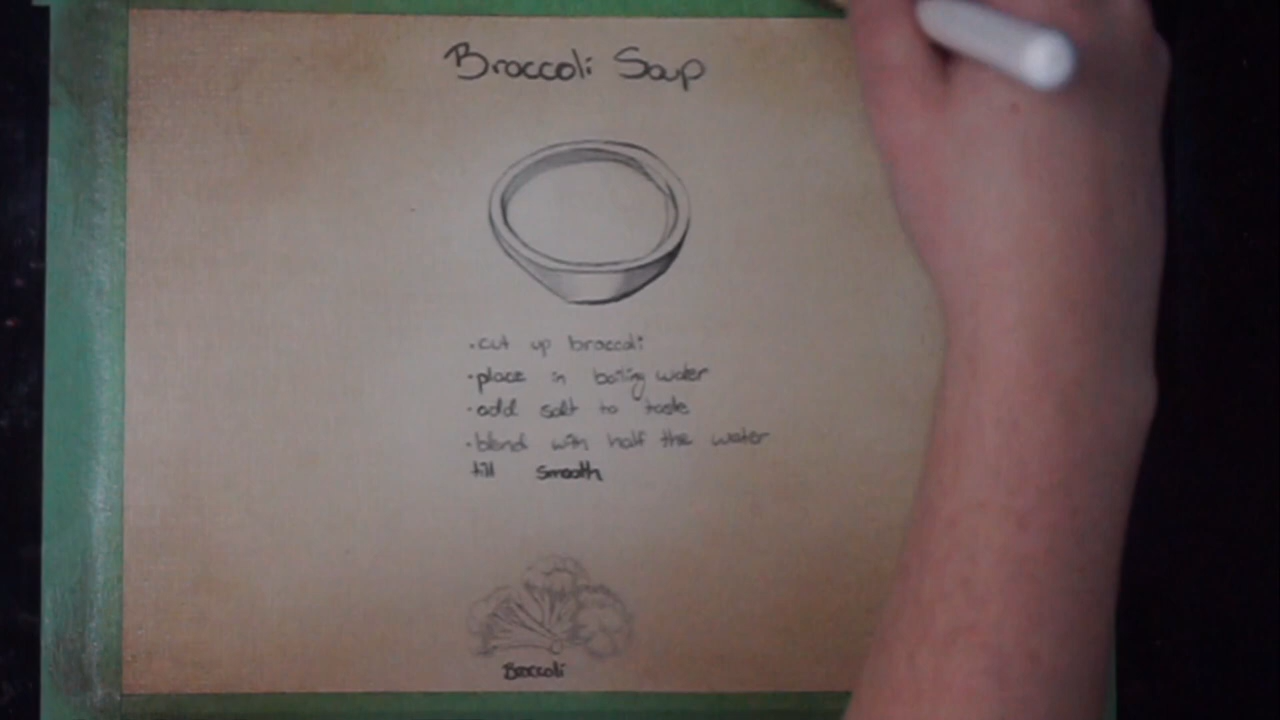 Broccoli Soup
·cut up broccoli
·place in boiling water
·add salt to taste
·blend with half the water
till smooth
Broccoli